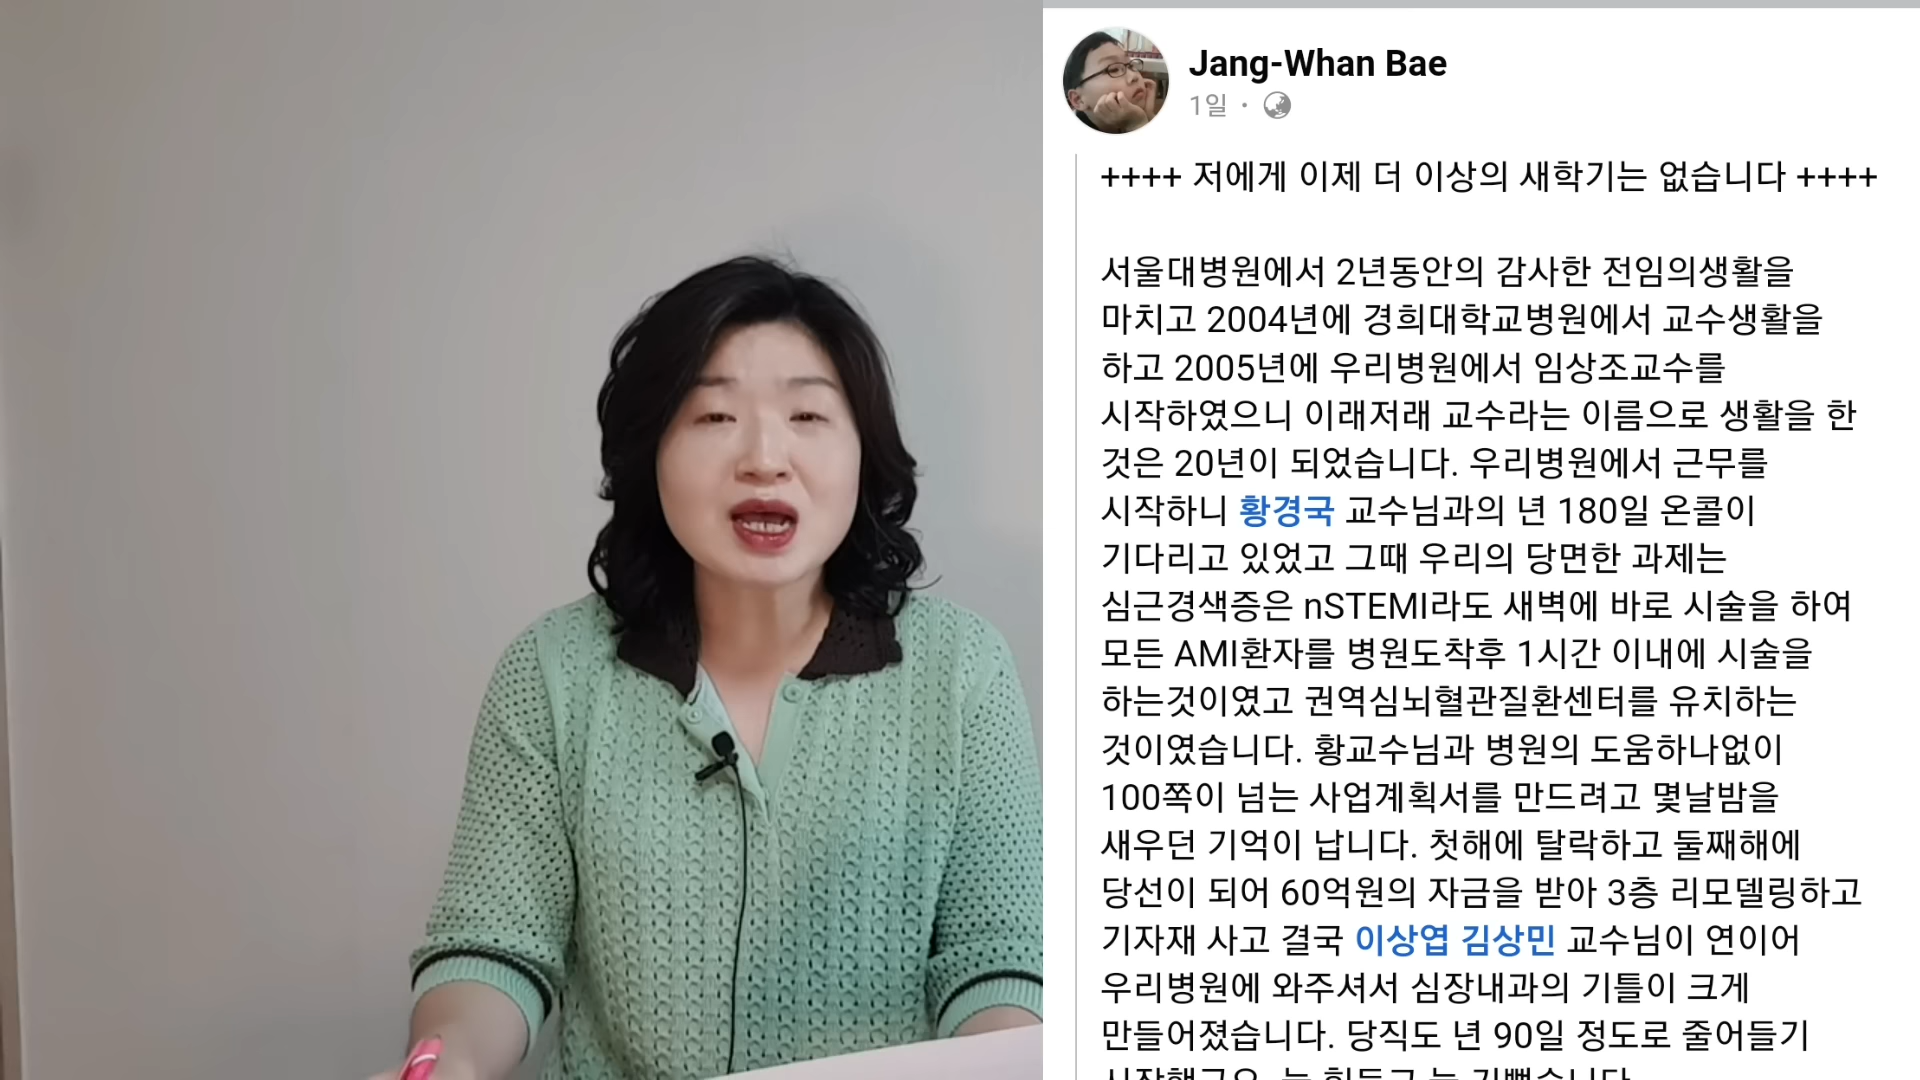 Jang-Whan Bae
1일 ·
++++ 저에게 이제 더 이상의 새학기는 없습니다 ++++
서울대병원에서 2년동안의 감사한 전임의생활을
마치고 2004년에 경희대학교병원에서 교수생활을
하고 2005년에 우리병원에서 임상조교수를
시작하였으니 이래저래 교수라는 이름으로 생활을 한
것은 20년이 되었습니다. 우리병원에서 근무를
시작하니 황경국 교수님과의 년 180일 온콜이
기다리고 있었고 그때 우리의 당면한 과제는
심근경색증은 nSTEMI라도 새벽에 바로 시술을 하여
모든 AMI환자를 병원도착후 1시간 이내에 시술을
하는것이였고 권역심뇌혈관질환센터를 유치하는
것이였습니다. 황교수님과 병원의 도움하나없이
100쪽이 넘는 사업계획서를 만드려고 몇날밤을
새우던 기억이 납니다. 첫해에 탈락하고 둘째해에
당선이 되어 60억원의 자금을 받아 3층 리모델링하고
기자재 사고 결국 이상엽 김상민 교수님이 연이어
우리병원에 와주셔서 심장내과의 기틀이 크게
만들어졌습니다. 당직도 년 90일 정도로 줄어들기